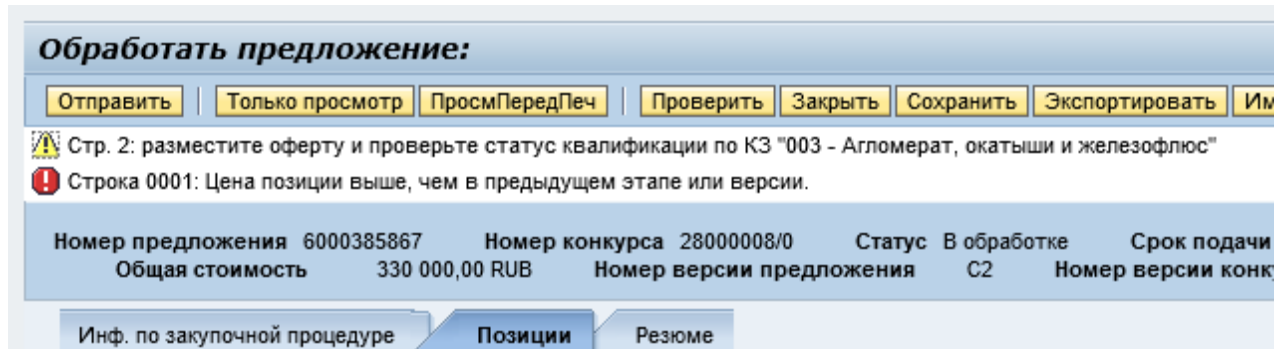 Обработать предложение:
Отправить Только просмотр ПросмПередПеч Проверить Закрыть Сохранить Экспортировать
Стр. 2: разместите оферту и проверьте статус квалификации по КЗ "003 - Агломерат, окатыши и железофлюс"
Строка 0001: Цена позиции выше, чем в предыдущем этапе или версии.
Номер предложения 6000385867 Номер конкурса 28000008/0 Статус В обработке Срок подачи
Общая стоимость 330 000,00 RUB Номер версии предложения C2 Номер версии
Инф. по закупочной процедуре Позиции Резюме